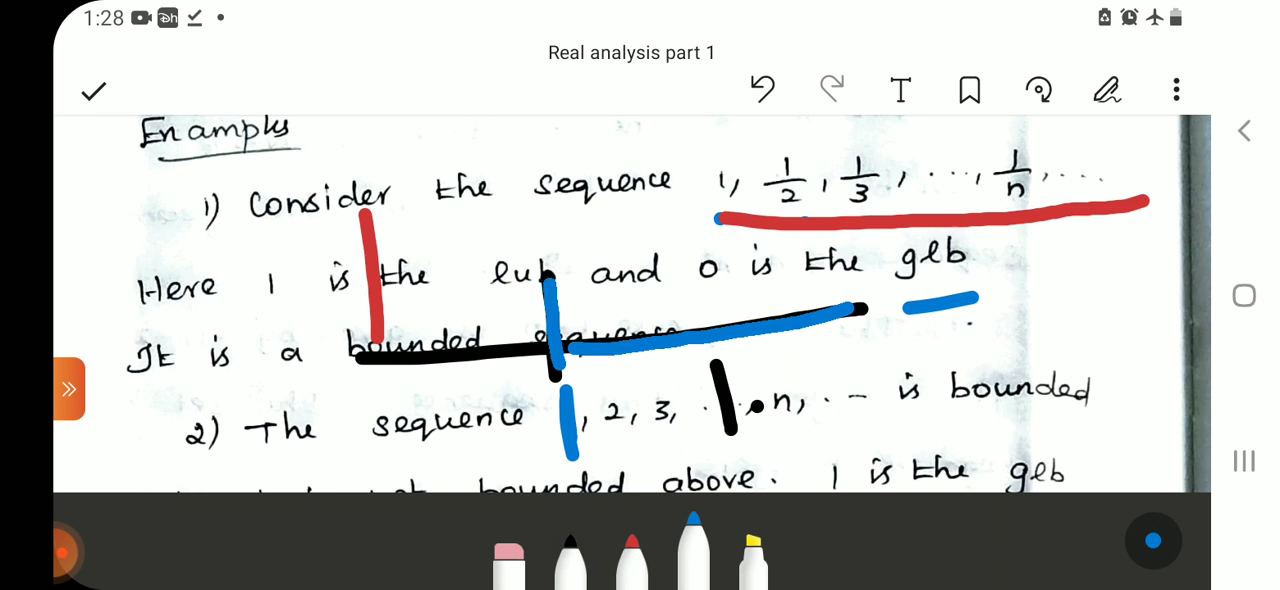 1:28
Real analysis part 1
Examples
1) Consider the sequence 1, 1/2, 1/3, ..., 1/n, ...
Here 1 is the lub and 0 is the glb
It is a bounded sequence
2) The sequence 1, 2, 3, ..., n, ... is bounded
bounded above. 1 is the glb